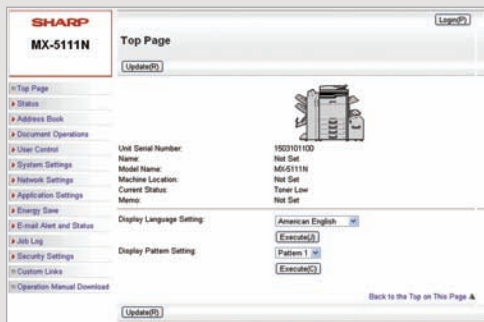 SHARP
MX-5111N
Login(P)
Top Page
Update(R)
Top Page
Status
Address Book
Document Operations
User Control
System Settings
Network Settings
Application Settings
Energy Save
E-mail Alert and Status
Job Log
Security Settings
Custom Links
Operation Manual Download
Unit Serial Number: 1503101100
Name: Not Set
Model Name: MX-5111N
Machine Location: Not Set
Current Status: Toner Low
Memo: Not Set
Display Language Setting: American English
Execute(J)
Display Pattern Setting: Pattern 1
Execute(C)
Back to the Top on This Page
Update(R)